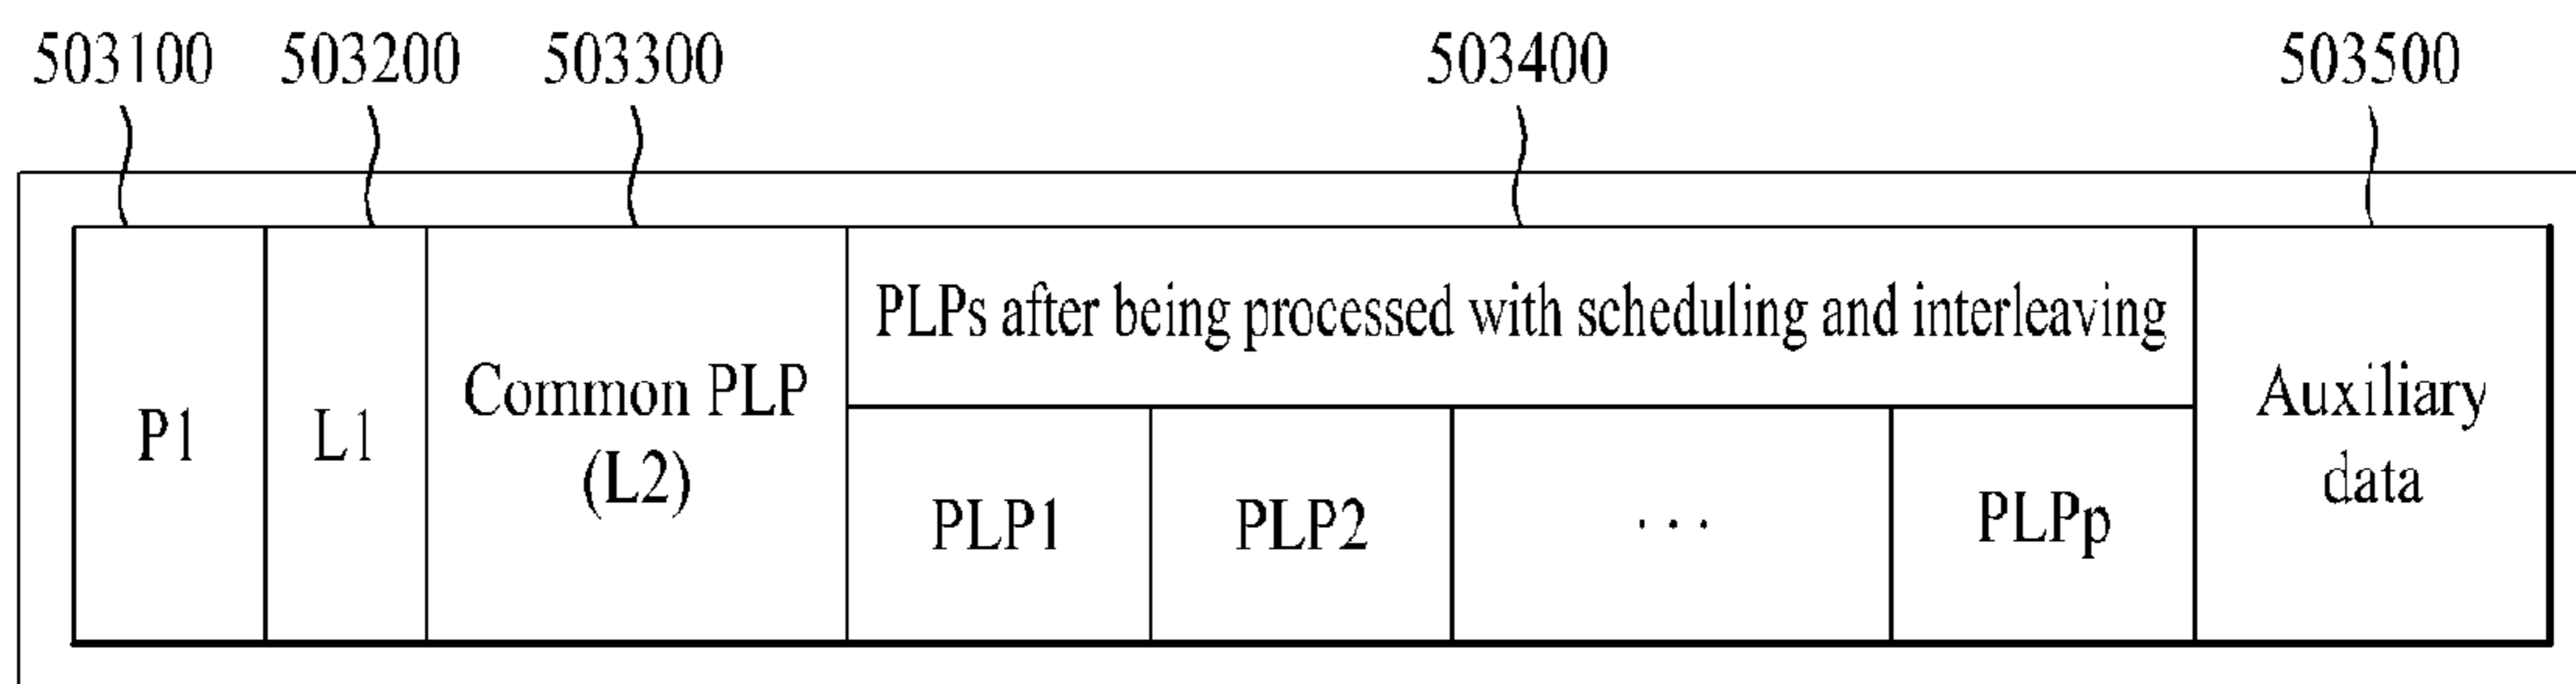 503100 503200 503300 503400 503500
P1
L1
Common PLP
(L2)
PLPs after being processed with scheduling and interleaving
PLP1
PLP2
...
PLPp
Auxiliary
data